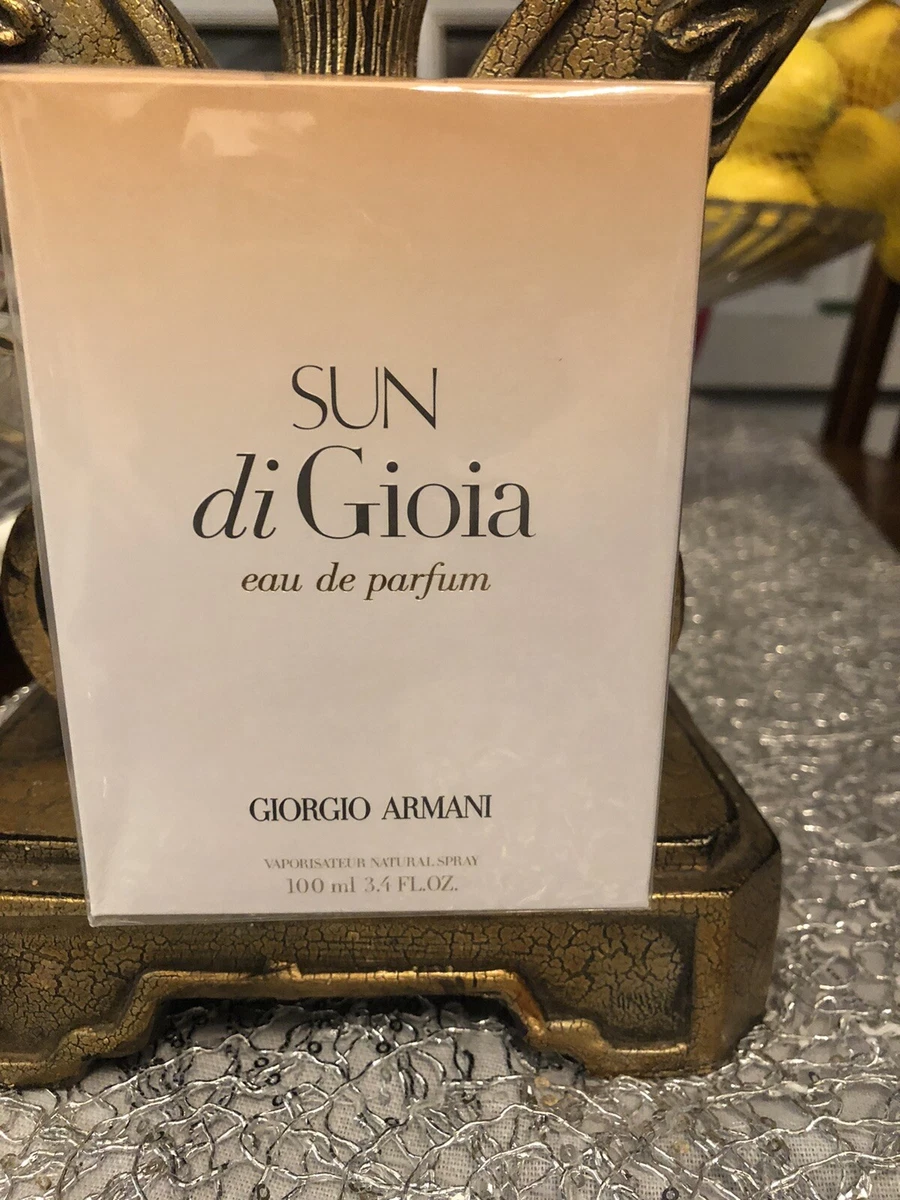 SUN
di Gioia
eau de parfum
GIORGIO ARMANI
VAPORISATEUR NATURAL SPRAY
100 ml 3.4 FL.OZ.